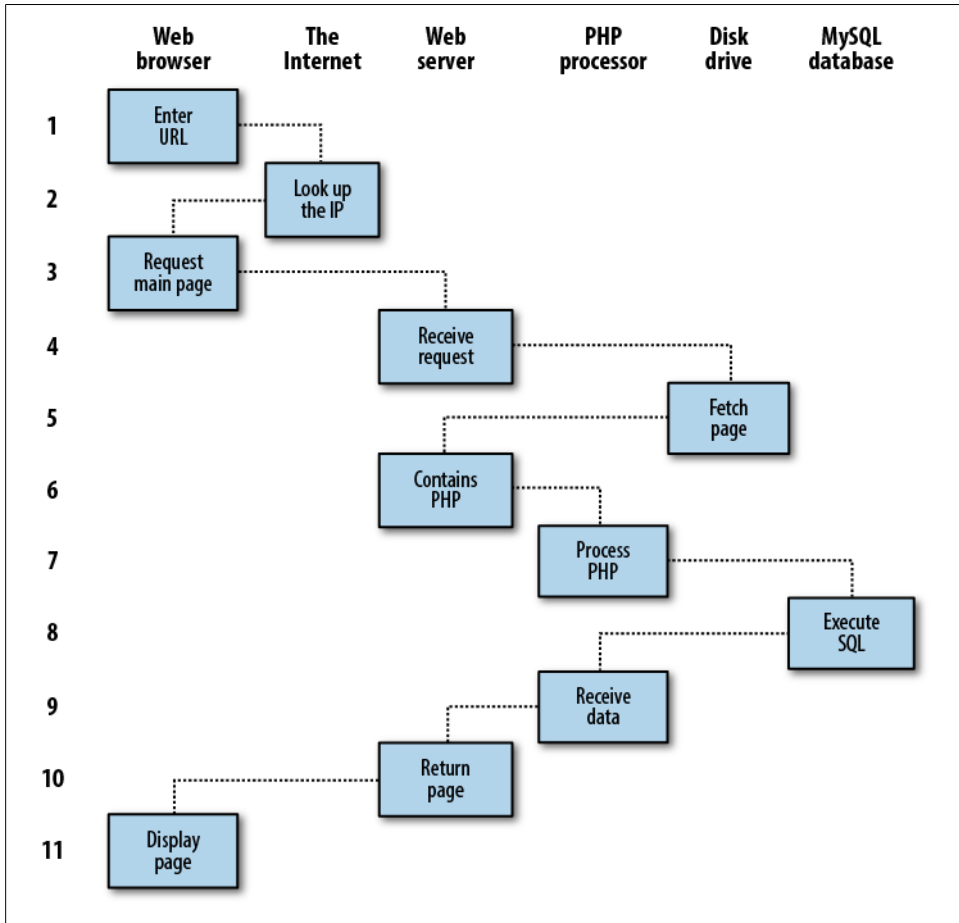 Web
browser
The
Internet
Web
server
PHP
processor
Disk
drive
MySQL
database
1
Enter
URL
2
Look up
the IP
3
Request
main page
4
Receive
request
5
Fetch
page
6
Contains
PHP
7
Process
PHP
8
Execute
SQL
9
Receive
data
10
Return
page
11
Display
page